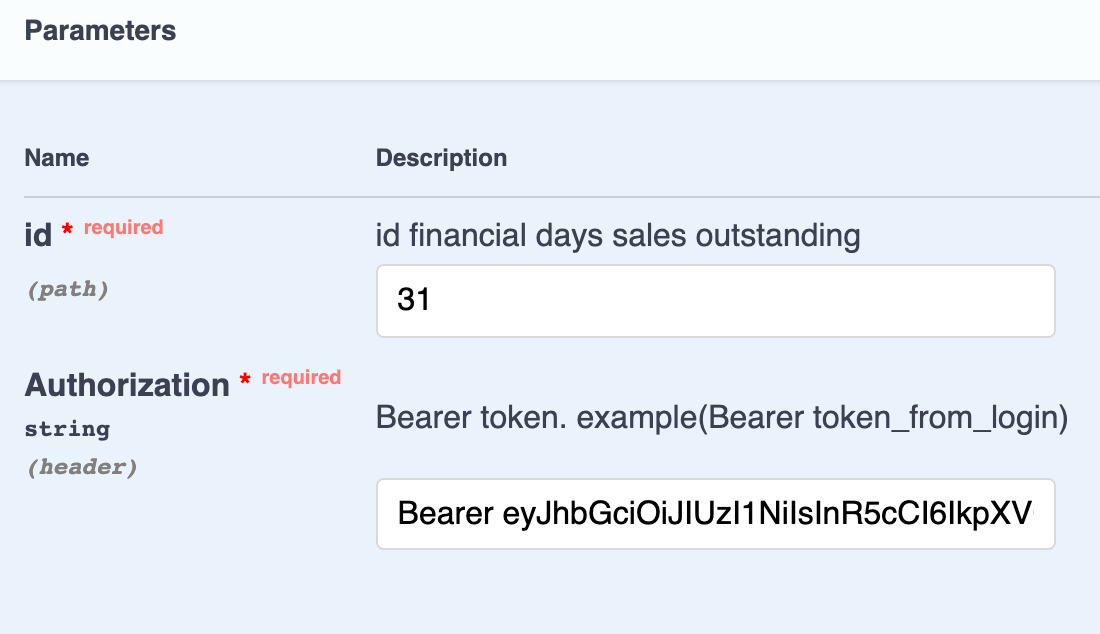 Parameters
Name Description
id * required id financial days sales outstanding
(path) 31
Authorization * required
string Bearer token. example(Bearer token_from_login)
(header)
Bearer eyJhbGciOiJIUzI1NiIsInR5cCI6IkpXV